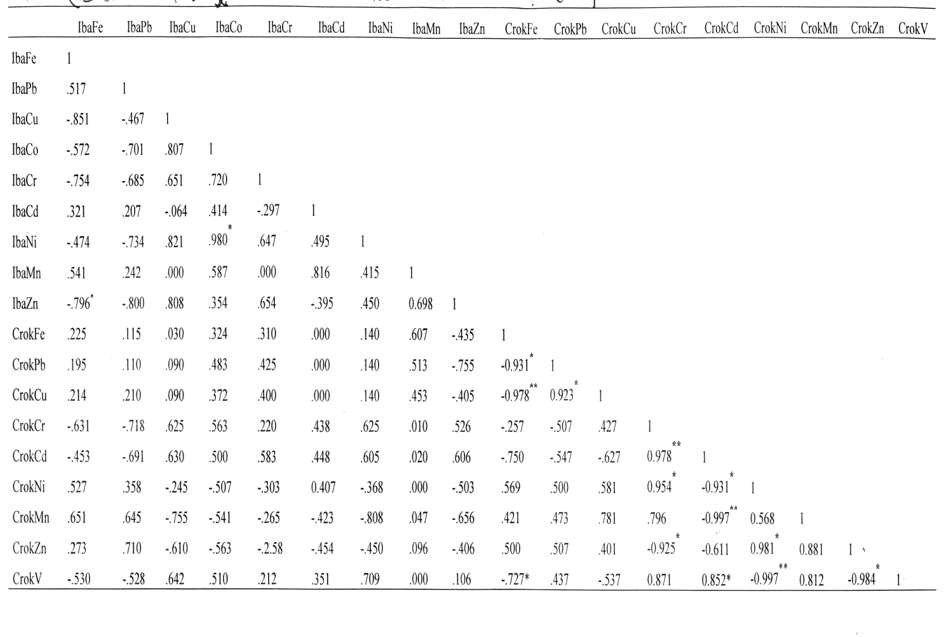 IbaFe IbaPb IbaCu IbaCo IbaCr IbaCd IbaNi IbaMn IbaZn CrokFe CrokPb CrokCu CrokCr CrokCd CrokNi CrokMn CrokZn CrokV
IbaFe 1
IbaPb .517 1
IbaCu -.851 -.467 1
IbaCo -.572 -.701 .807 1
IbaCr -.754 -.685 .651 .720 1
IbaCd .321 .207 -.064 .414 -.297 1
IbaNi -.474 -.734 .821 .980* .647 .495 1
IbaMn .541 .242 .000 .587 .000 .816 .415 1
IbaZn -.796* -.800 .808 .354 .654 -.395 .450 0.698 1
CrokFe .225 .115 .030 .324 .310 .000 .140 .607 -.435 1
CrokPb .195 .110 .090 .483 .425 .000 .140 .513 -.755 -0.931* 1
CrokCu .214 .210 .090 .372 .400 .000 .140 .453 -.405 -0.978** 0.923* 1
CrokCr -.631 -.718 .625 .563 .220 .438 .625 .010 .526 -.257 -.507 .427 1
CrokCd -.453 -.691 .630 .500 .583 .448 .605 .020 .606 -.750 -.547 -.627 0.978** 1
CrokNi .527 .358 -.245 -.507 -.303 0.407 -.368 .000 -.503 .569 .500 .581 0.954* -0.931* 1
CrokMn .651 .645 -.755 -.541 -.265 -.423 -.808 .047 -.656 .421 .473 .781 .796 -0.997** 0.568 1
CrokZn .273 .710 -.610 -.563 -2.58 -.454 -.450 .096 -.406 .500 .507 .401 -0.925* -0.611 0.981* 0.881 1
CrokV -.530 -.528 .642 .510 .212 .351 .709 .000 .106 -.727* .437 -.537 0.871 0.852* -0.997** 0.812 -0.984* 1